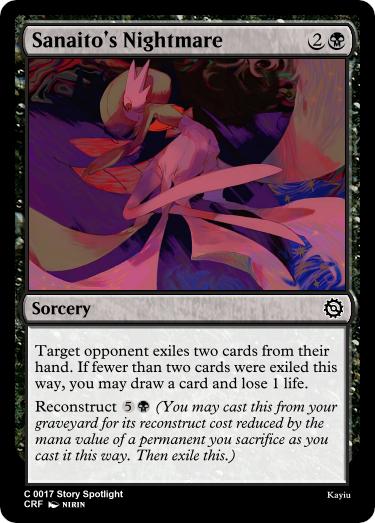 Sanaito's Nightmare 2
Sorcery
Target opponent exiles two cards from their
hand. If fewer than two cards were exiled this
way, you may draw a card and lose 1 life.
Reconstruct 5 (You may cast this from your
graveyard for its reconstruct cost reduced by the
mana value of a permanent you sacrifice as you
cast it this way. Then exile this.)
C 0017 Story Spotlight
CRF NIRIN
Kayiu